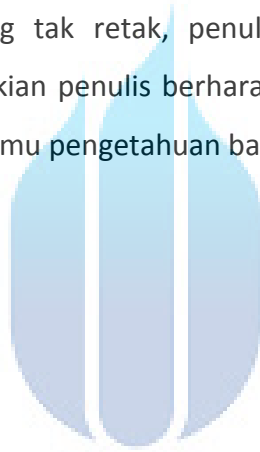 g tak retak, penul
kian penulis berhara
mu pengetahuan ba